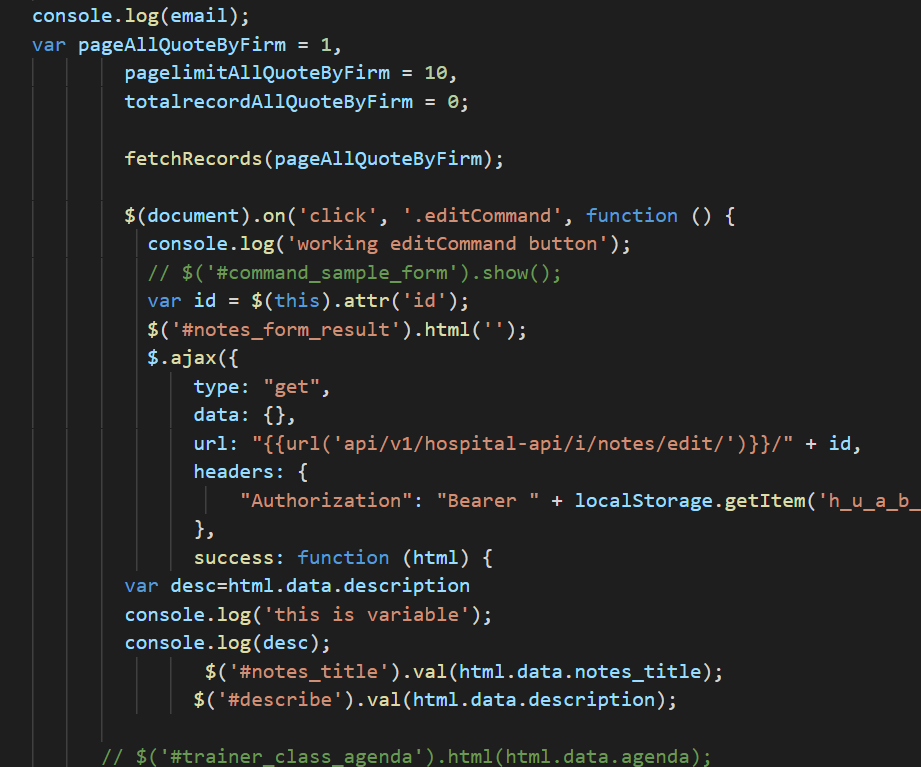 console.log(email);
var pageAllQuoteByFirm = 1,
pagelimitAllQuoteByFirm = 10,
totalrecordAllQuoteByFirm = 0;
fetchRecords(pageAllQuoteByFirm);
$(document).on('click', '.editCommand', function () {
console.log('working editCommand button');
// $('#command_sample_form').show();
var id = $(this).attr('id');
$('#notes_form_result').html('');
$.ajax({
type: "get",
data: {},
url: "{{url('api/v1/hospital-api/i/notes/edit/')}}/" + id,
headers: {
"Authorization": "Bearer " + localStorage.getItem('h_u_a_b_
},
success: function (html) {
var desc=html.data.description
console.log('this is variable');
console.log(desc);
$('#notes_title').val(html.data.notes_title);
$('#describe').val(html.data.description);
// $('#trainer_class_agenda').html(html.data.agenda);